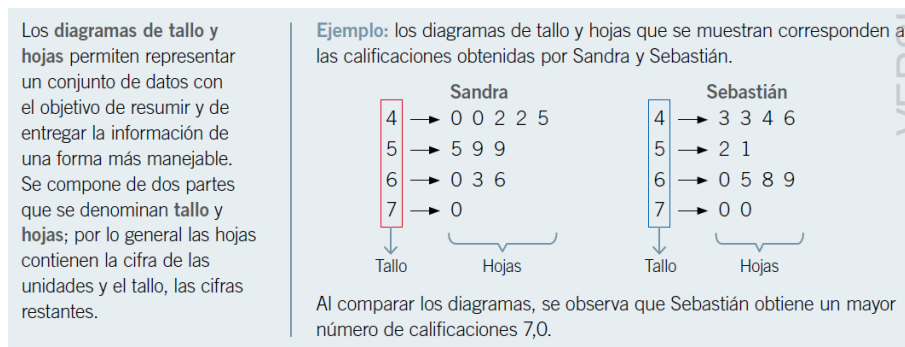 Los diagramas de tallo y
hojas permiten representar
un conjunto de datos con
el objetivo de resumir y de
entregar la información de
una forma más manejable.
Se compone de dos partes
que se denominan tallo y
hojas; por lo general las hojas
contienen la cifra de las
unidades y el tallo, las cifras
restantes.
Ejemplo: los diagramas de tallo y hojas que se muestran corresponden a
las calificaciones obtenidas por Sandra y Sebastián.
Sandra
4 → 0 0 2 2 5
5 → 5 9 9
6 → 0 3 6
7 → 0
Tallo Hojas
Sebastián
4 → 3 3 4 6
5 → 2 1
6 → 0 5 8 9
7 → 0 0
Tallo Hojas
Al comparar los diagramas, se observa que Sebastián obtiene un mayor
número de calificaciones 7,0.